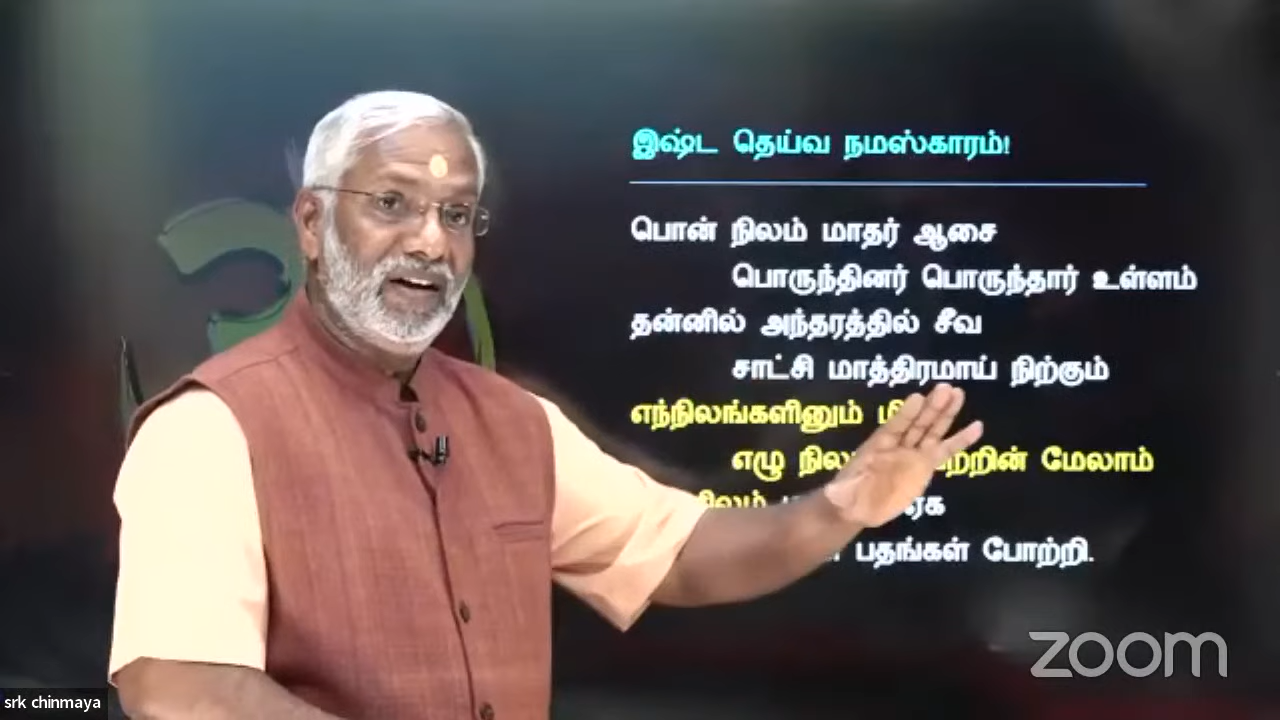 இஷ்ட தெய்வ நமஸ்காரம்!
பொன் நிலம் மாதர் ஆசை
பொருந்தினர் பொருந்தார் உள்ளம்
தன்னில் அந்தரத்தில் சீவ
சாட்சி மாத்திரமாய் நிற்கும்
எந்நிலங்களினும்
எழு மேலாம்
பதங்கள் போற்றி.
zoom
srk chinmaya